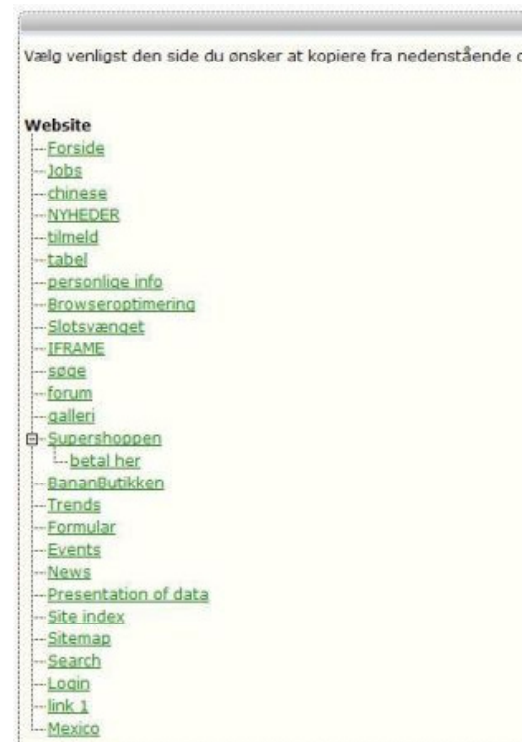 Vælg venligst den side du ønsker at kopiere fra nedenstående
Website
Forside
Jobs
chinese
NYHEDER
tilmeld
tabel
personlige info
Browseroptimering
Slotsvænget
IFRAME
søge
forum
galleri
Supershoppen
betal her
BananButikken
Trends
Formular
Events
News
Presentation of data
Site index
Sitemap
Search
Login
link 1
Mexico